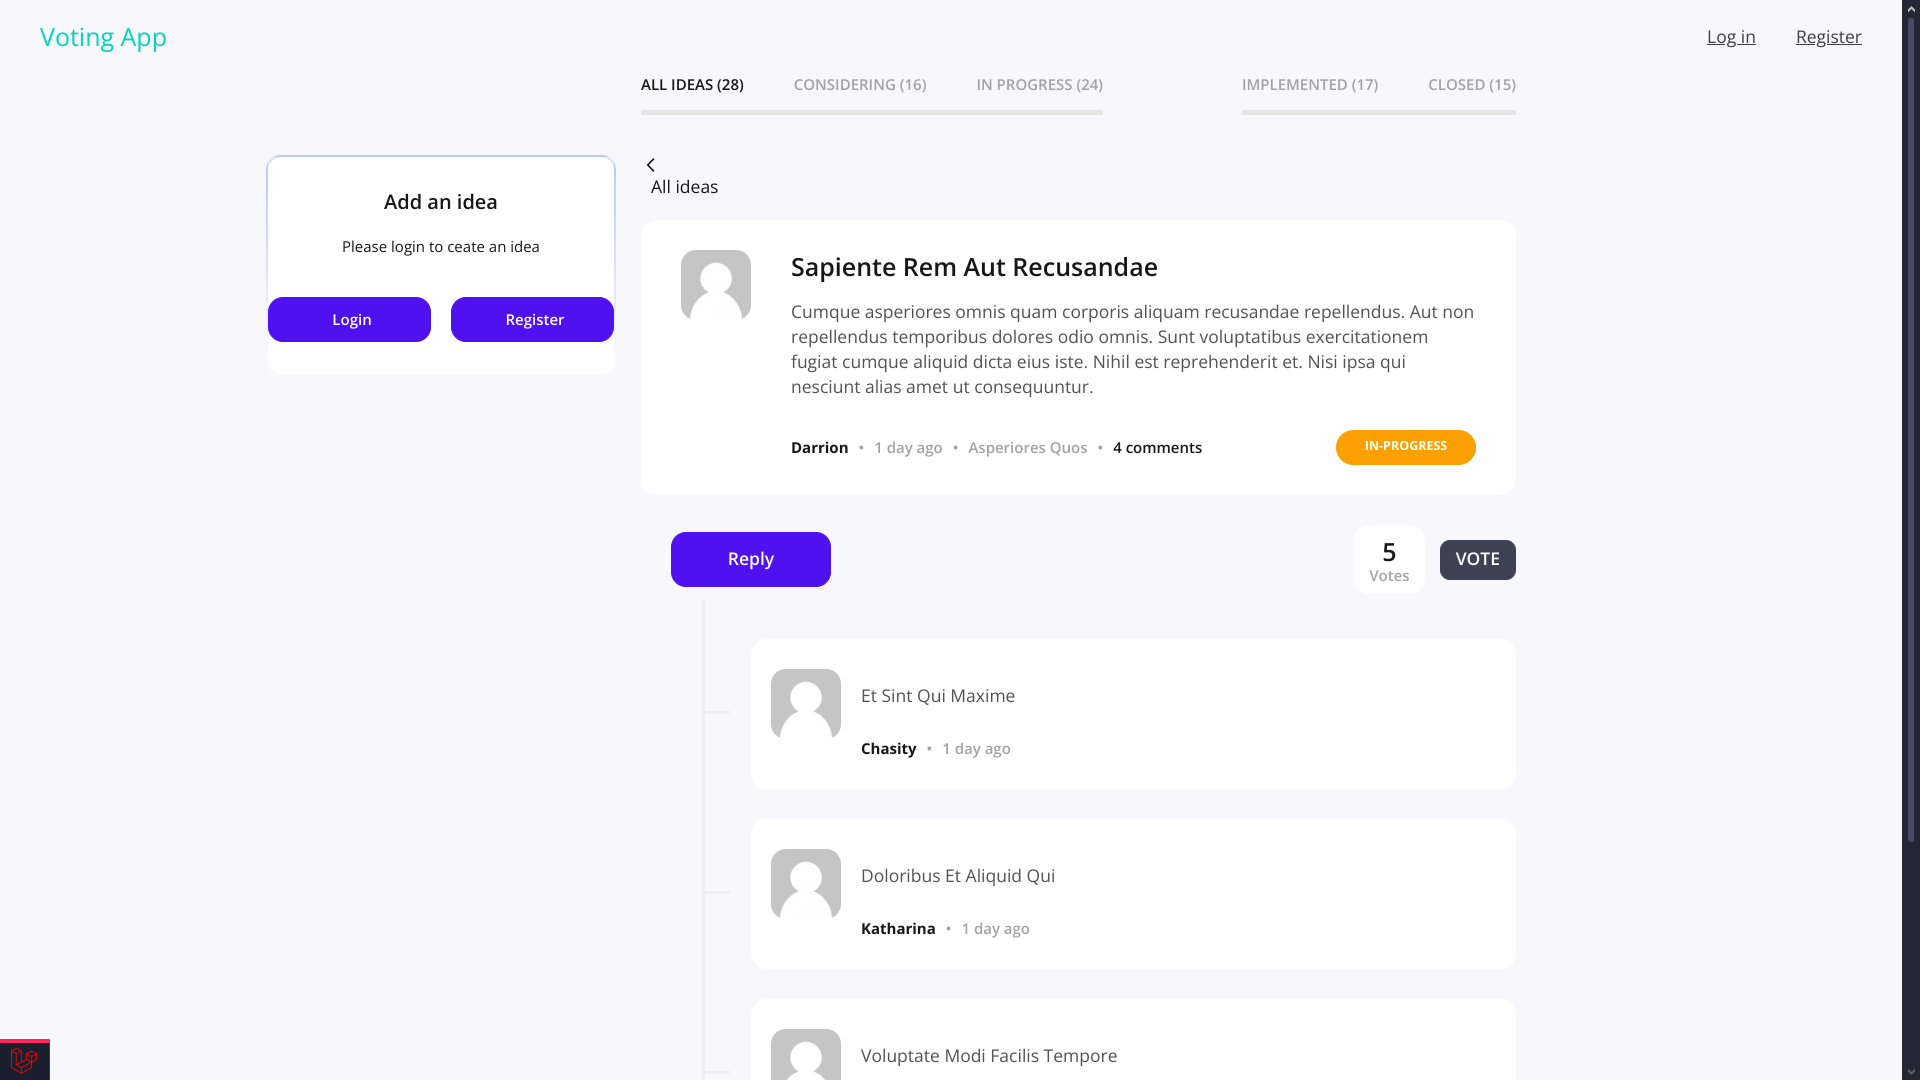 Voting App
Log in
Register
ALL IDEAS (28)
CONSIDERING (16)
IN PROGRESS (24)
IMPLEMENTED (17)
CLOSED (15)
Add an idea
Please login to ceate an idea
Login
Register
All ideas
Sapiente Rem Aut Recusandae
Cumque asperiores omnis quam corporis aliquam recusandae repellendus. Aut non
repellendus temporibus dolores odio omnis. Sunt voluptatibus exercitationem
fugiat cumque aliquid dicta eius iste. Nihil est reprehenderit et. Nisi ipsa qui
nesciunt alias amet ut consequuntur.
Darrion • 1 day ago • Asperiores Quos • 4 comments
IN-PROGRESS
Reply
5
Votes
VOTE
Et Sint Qui Maxime
Chasity • 1 day ago
Doloribus Et Aliquid Qui
Katharina • 1 day ago
Voluptate Modi Facilis Tempore